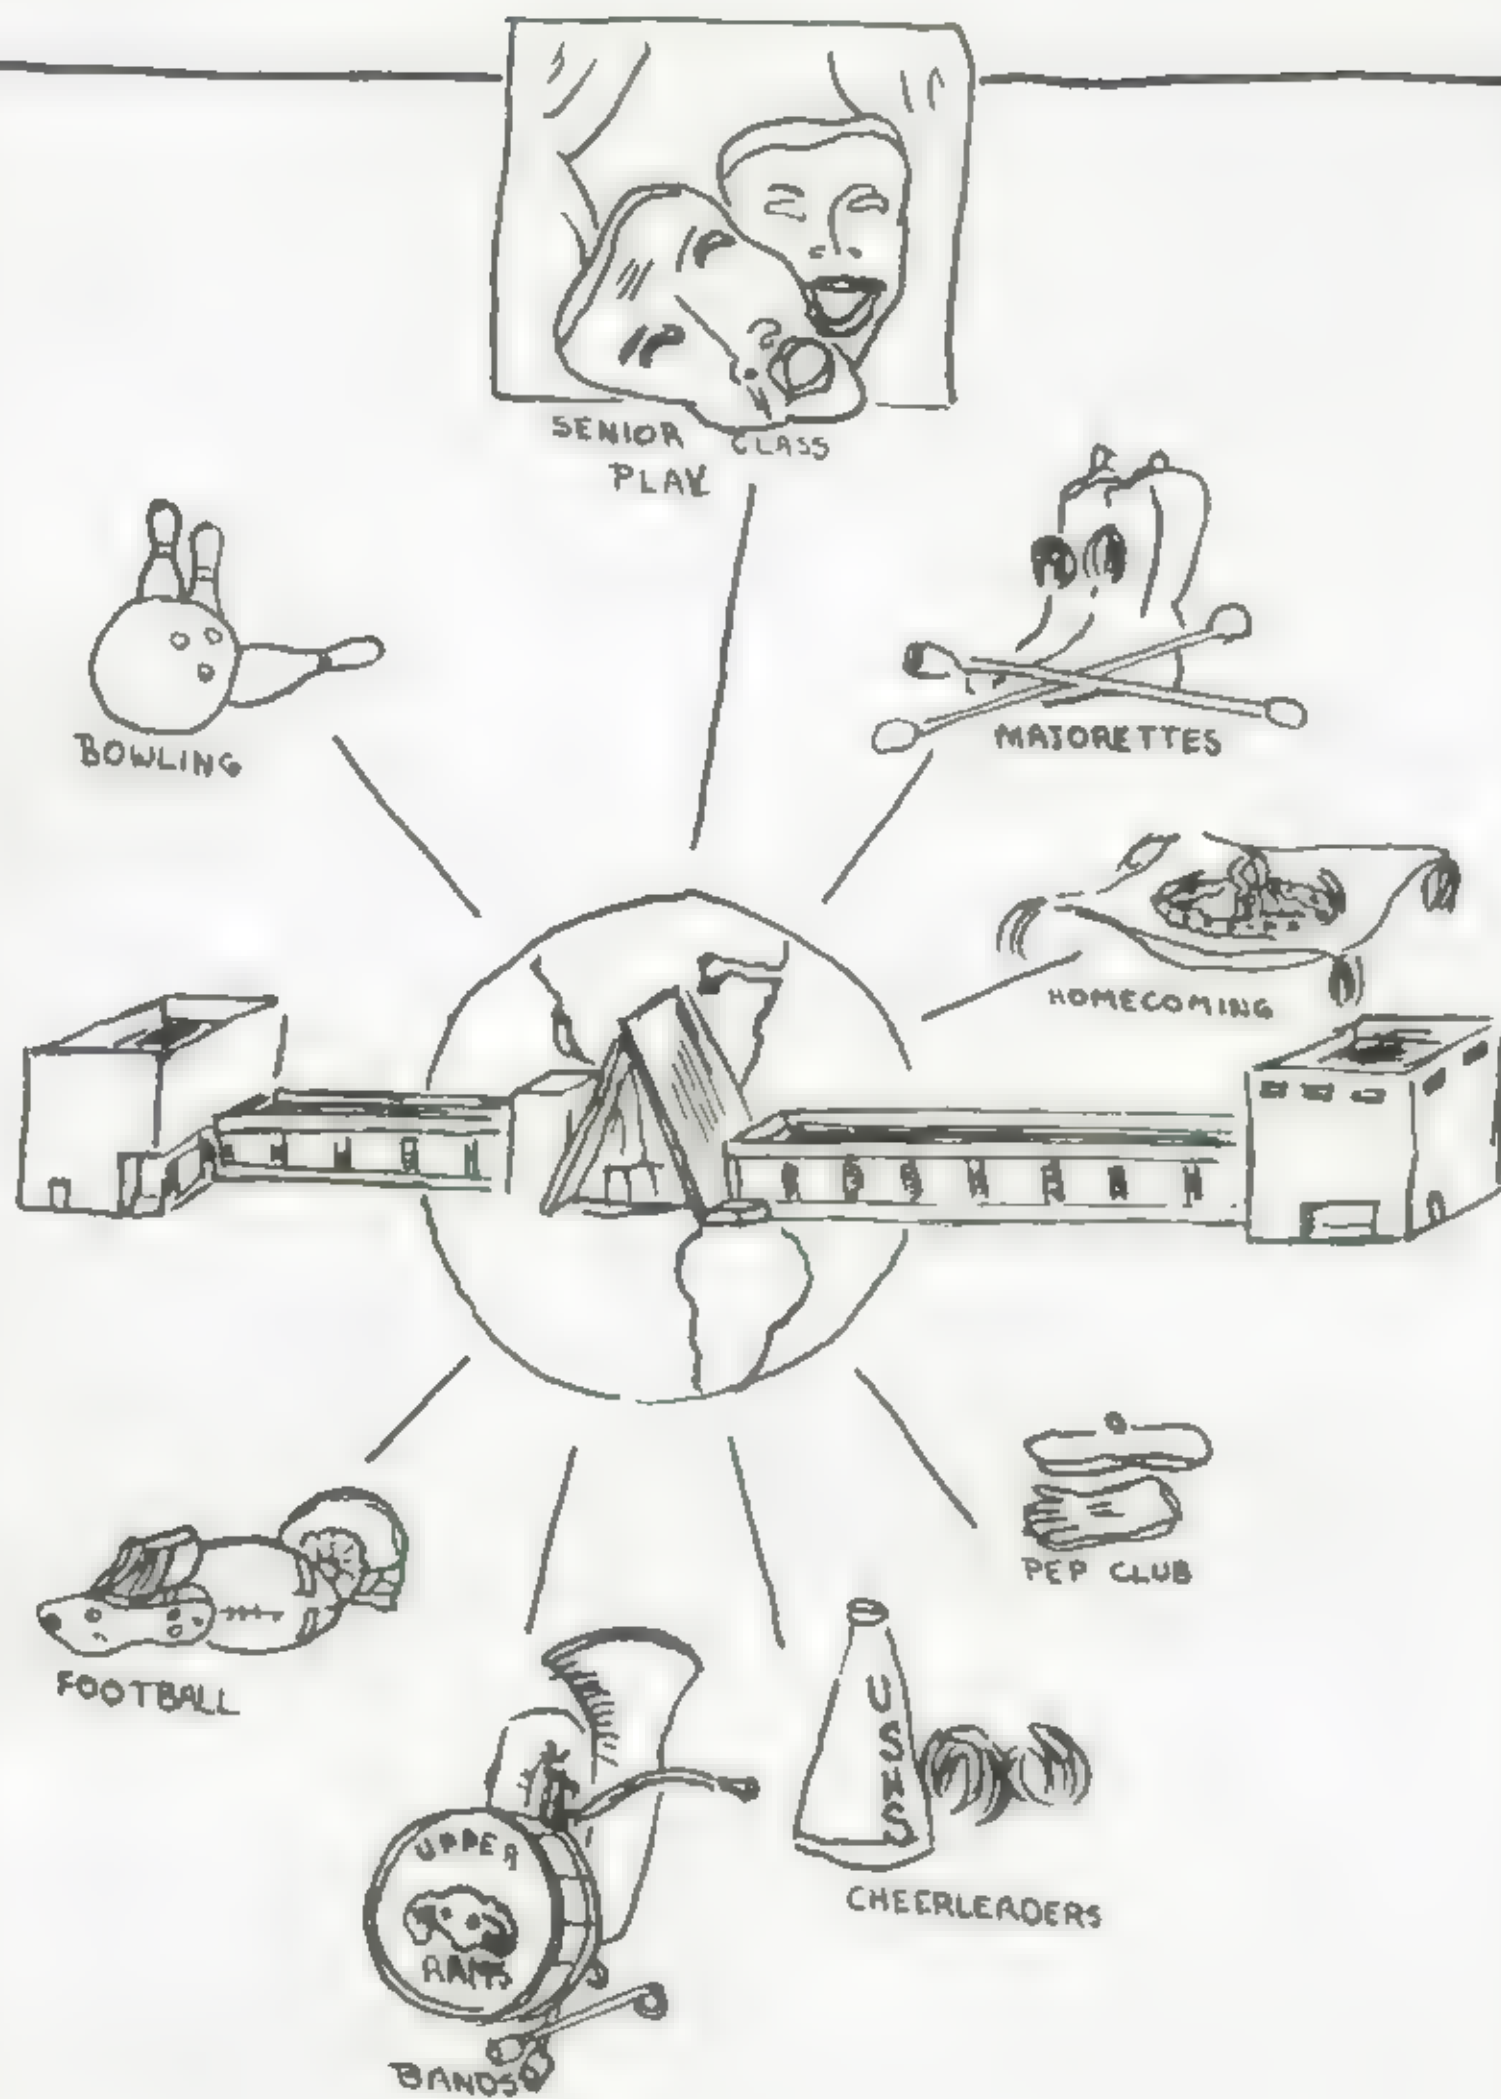 SENIOR CLASS
PLAY
BOWLING
MAJORETTES
HOMECOMING
PEP CLUB
FOOTBALL
USHS
CHEERLEADERS
UPPER
RAMS
BANDS